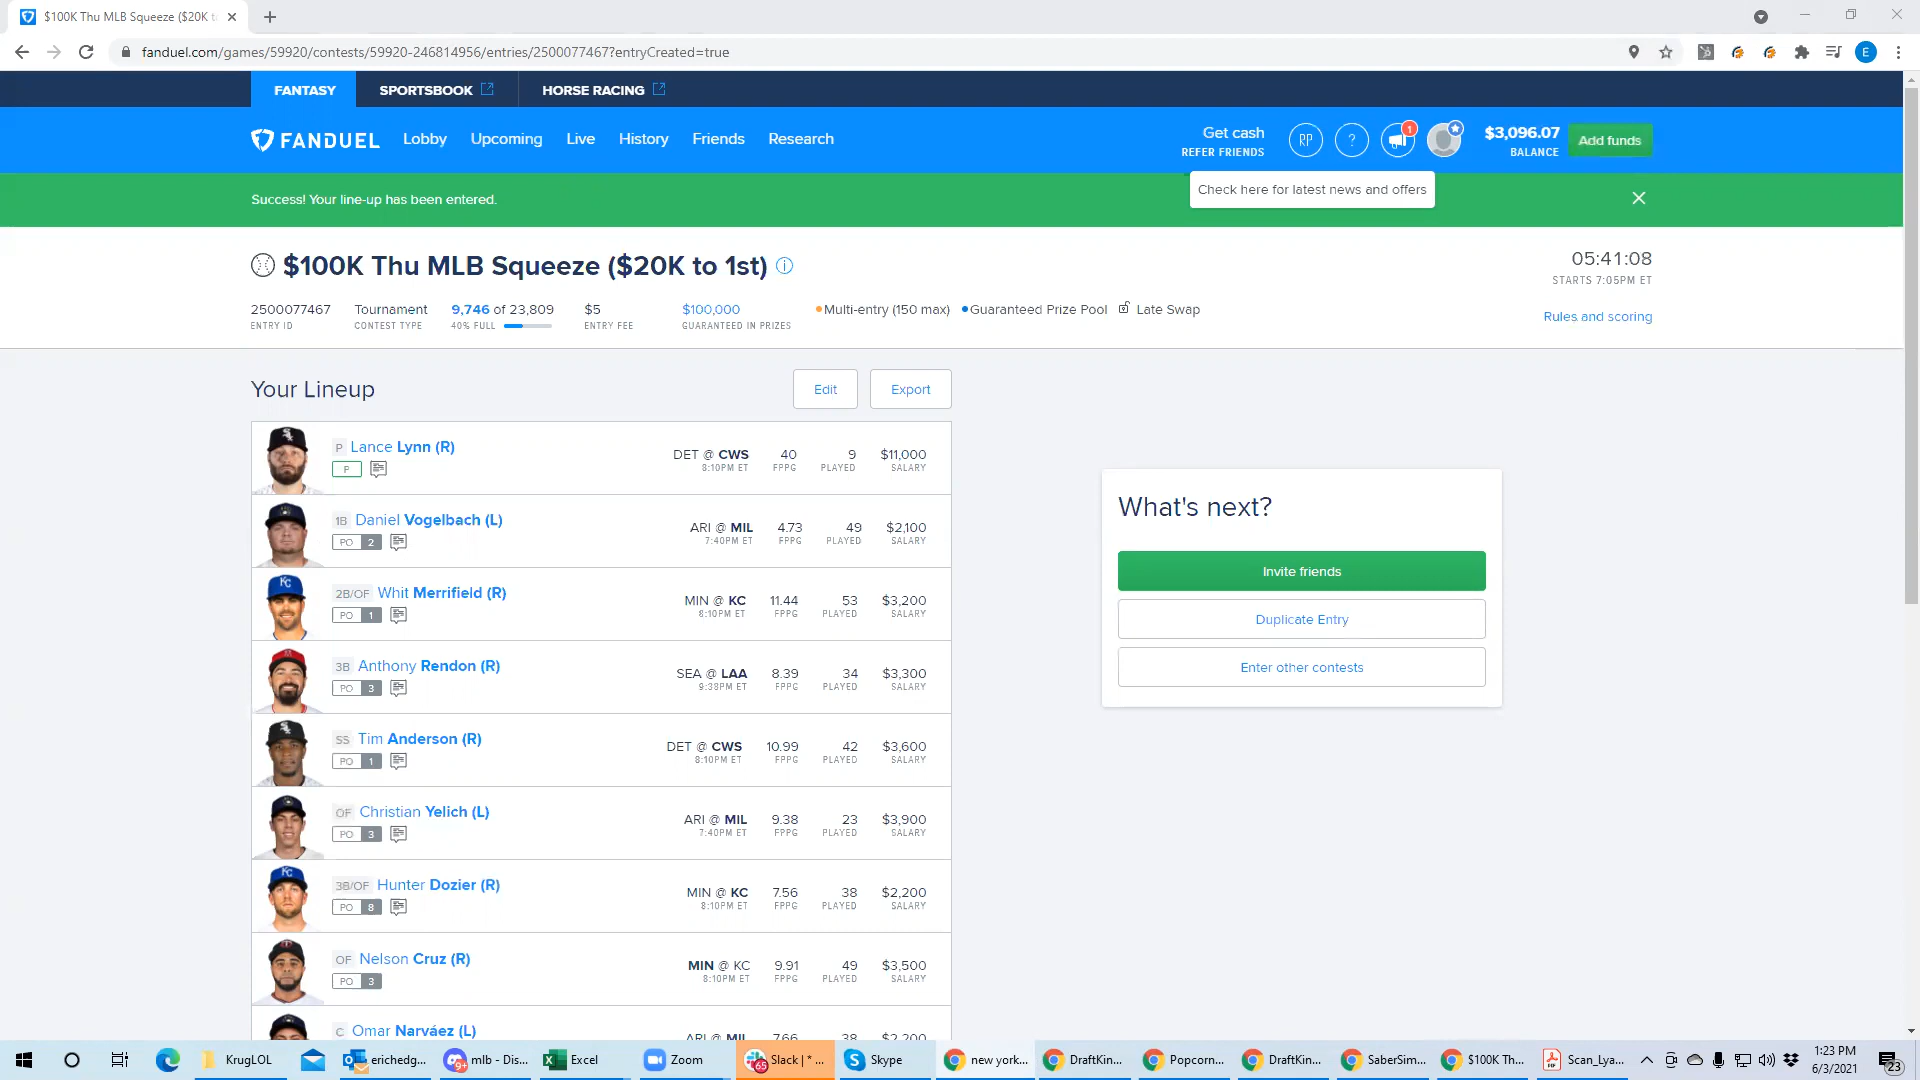 $100K Thu MLB Squeeze ($20K t
fanduel.com/games/59920/contests/59920-246814956/entries/2500077467?entryCreated=true
E
FANTASY SPORTSBOOK HORSE RACING
FANDUEL Lobby Upcoming Live History Friends Research
Get cash
REFER FRIENDS
RP ? 1
$3,096.07
BALANCE
Add funds
Success! Your line-up has been entered.
Check here for latest news and offers
$100K Thu MLB Squeeze ($20K to 1st)
05:41:08
STARTS 7:05PM ET
2500077467 Tournament 9,746 of 23,809 $5 $100,000 Multi-entry (150 max) Guaranteed Prize Pool Late Swap
ENTRY ID CONTEST TYPE 40% FULL ENTRY FEE GUARANTEED IN PRIZES
Rules and scoring
Your Lineup Edit Export
P Lance Lynn (R) DET @ CWS 40 9 $11,000
P 8:10PM ET FPPG PLAYED SALARY
1B Daniel Vogelbach (L) ARI @ MIL 4.73 49 $2,100
PO 2 7:40PM ET FPPG PLAYED SALARY
2B/OF Whit Merrifield (R) MIN @ KC 11.44 53 $3,200
PO 1 8:10PM ET FPPG PLAYED SALARY
3B Anthony Rendon (R) SEA @ LAA 8.39 34 $3,300
PO 3 9:38PM ET FPPG PLAYED SALARY
SS Tim Anderson (R) DET @ CWS 10.99 42 $3,600
PO 1 8:10PM ET FPPG PLAYED SALARY
OF Christian Yelich (L) ARI @ MIL 9.38 23 $3,900
PO 3 7:40PM ET FPPG PLAYED SALARY
3B/OF Hunter Dozier (R) MIN @ KC 7.56 38 $2,200
PO 8 8:10PM ET FPPG PLAYED SALARY
OF Nelson Cruz (R) MIN @ KC 9.91 49 $3,500
PO 3 8:10PM ET FPPG PLAYED SALARY
C Omar Narváez (L) ARI @ MIL 7.66 38 $2,200
What's next?
Invite friends
Duplicate Entry
Enter other contests
KrugLOL erichedg... mlb - Dis... Excel Zoom Slack | * ... Skype new york... DraftKin... Popcorn... DraftKin... SaberSim... $100K Th... Scan_Lya...
9+ 65
1:23 PM
6/3/2021
23